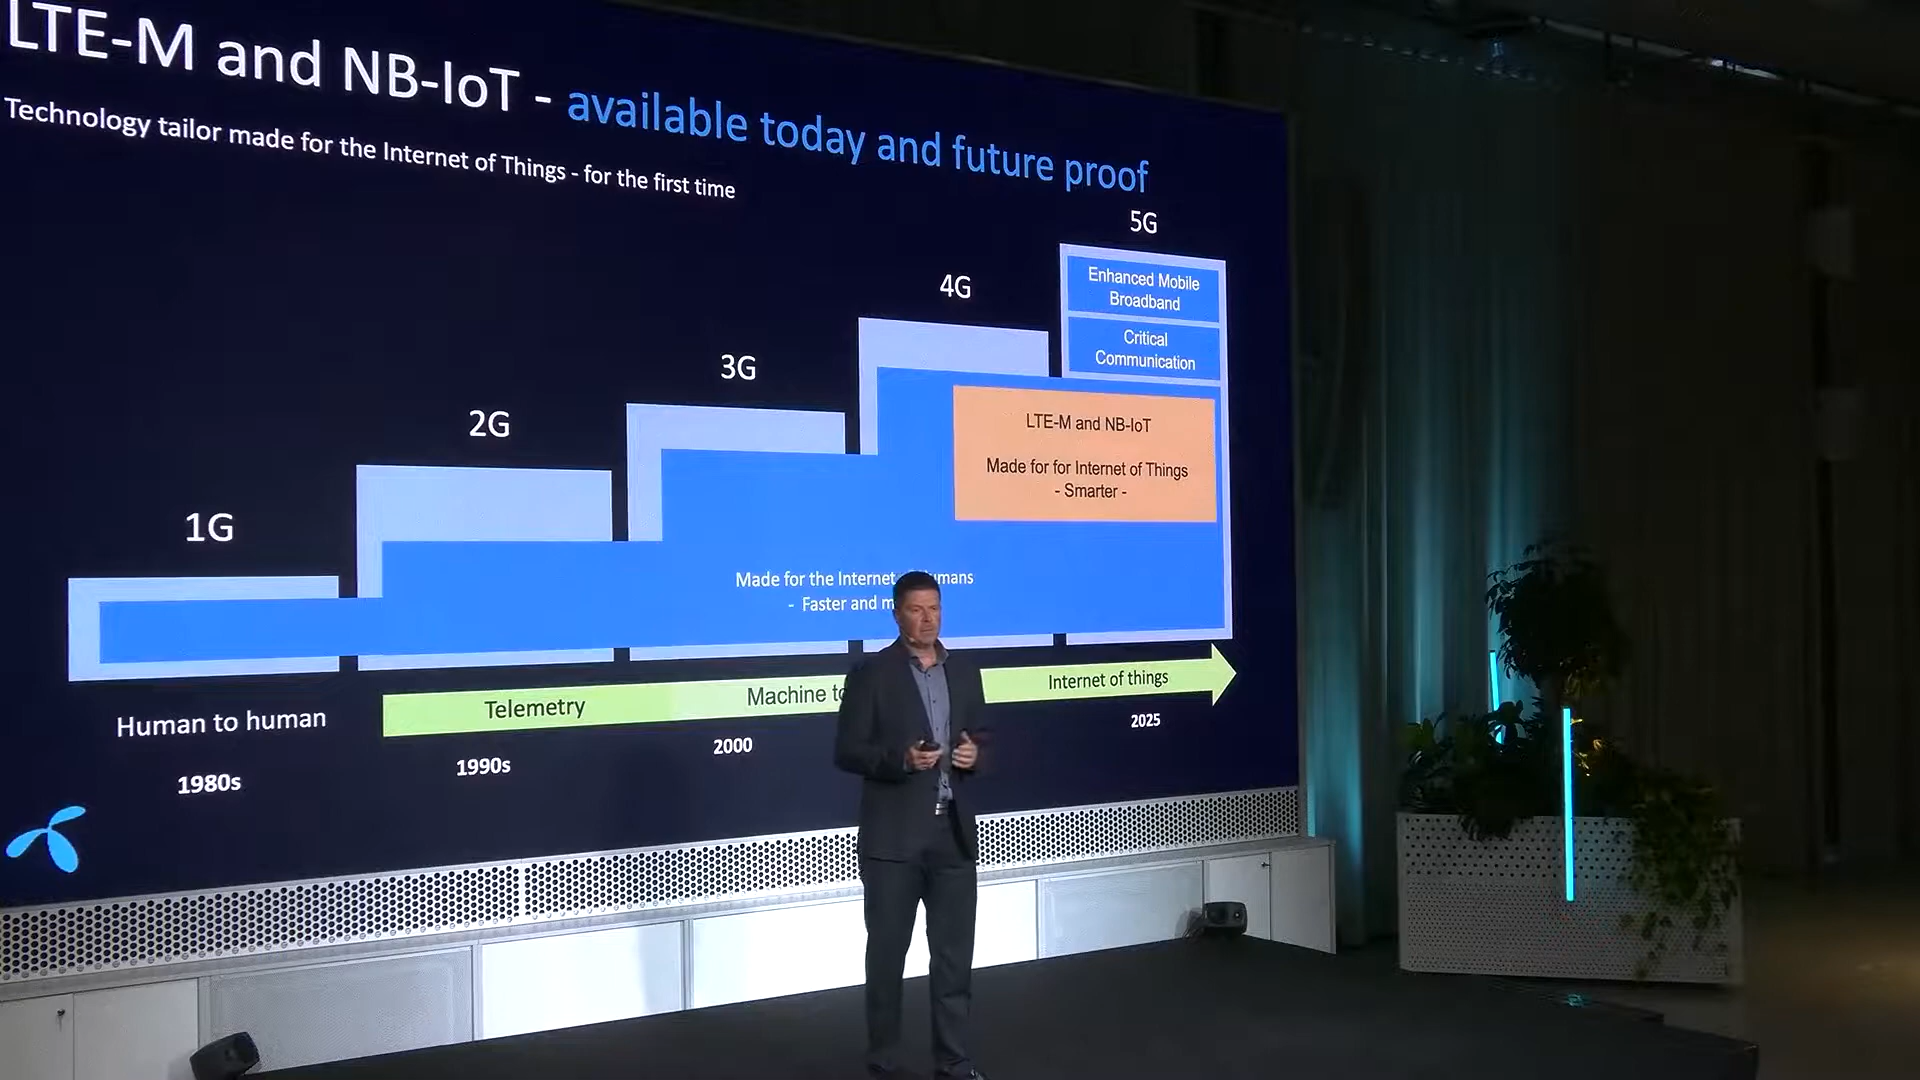 LTE-M and NB-IoT - available today and future proof
Technology tailor made for the Internet of Things - for the first time
5G
Enhanced Mobile
Broadband
Critical
Communication
4G
3G
2G
1G
LTE-M and NB-IoT
Made for for Internet of Things
- Smarter -
Made for the Internet
- Faster and
Human to human
Telemetry
Machine
Internet of things
1980s
1990s
2000
2025